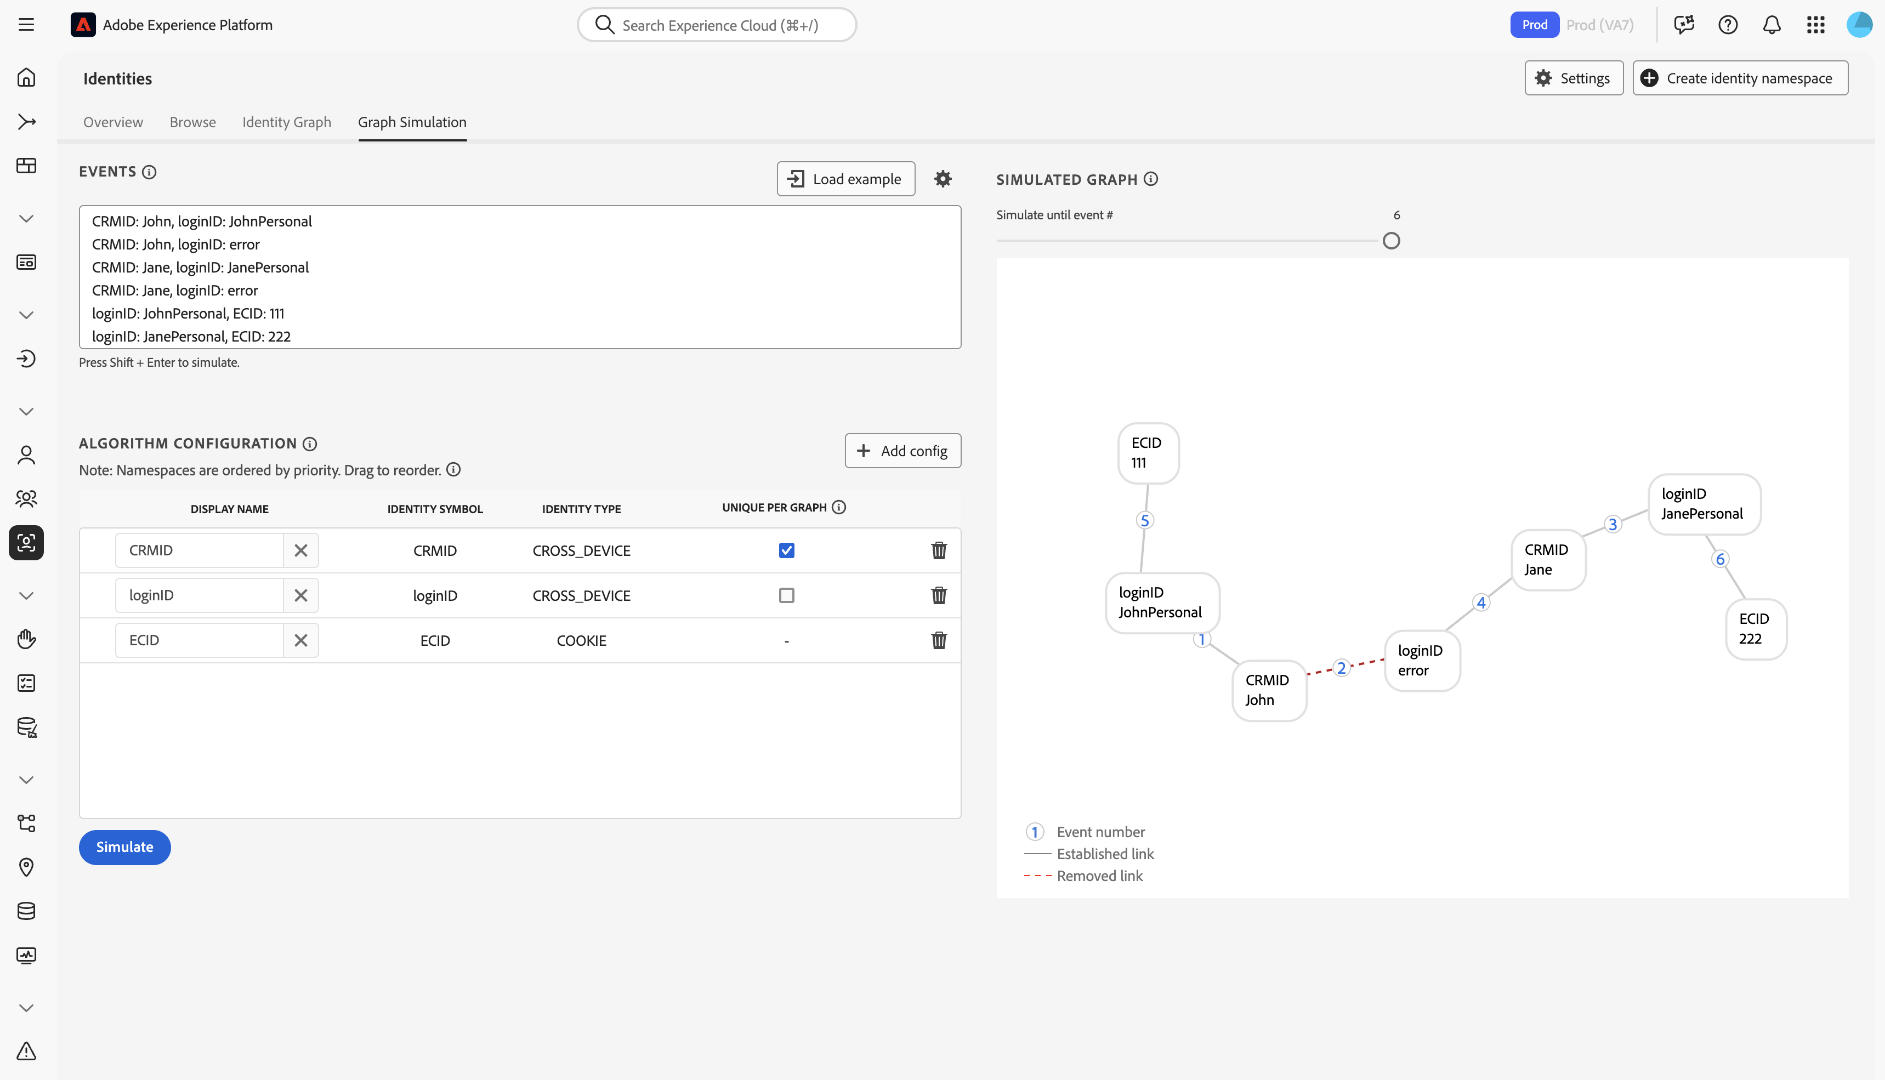 Adobe Experience Platform
Search Experience Cloud (⌘+/)
Prod
Prod (VA7)
Identities
Settings
Create identity namespace
Overview
Browse
Identity Graph
Graph Simulation
EVENTS
Load example
CRMID: John, loginID: JohnPersonal
CRMID: John, loginID: error
CRMID: Jane, loginID: JanePersonal
CRMID: Jane, loginID: error
loginID: JohnPersonal, ECID: 111
loginID: JanePersonal, ECID: 222
Press Shift + Enter to simulate.
ALGORITHM CONFIGURATION
Note: Namespaces are ordered by priority. Drag to reorder.
Add config
DISPLAY NAME IDENTITY SYMBOL IDENTITY TYPE UNIQUE PER GRAPH
CRMID CRMID CROSS_DEVICE
loginID loginID CROSS_DEVICE
ECID ECID COOKIE -
Simulate
SIMULATED GRAPH
Simulate until event # 6
ECID
111
5
loginID
JohnPersonal
1
CRMID
John
2
loginID
error
4
CRMID
Jane
3
loginID
JanePersonal
6
ECID
222
1 Event number
Established link
Removed link